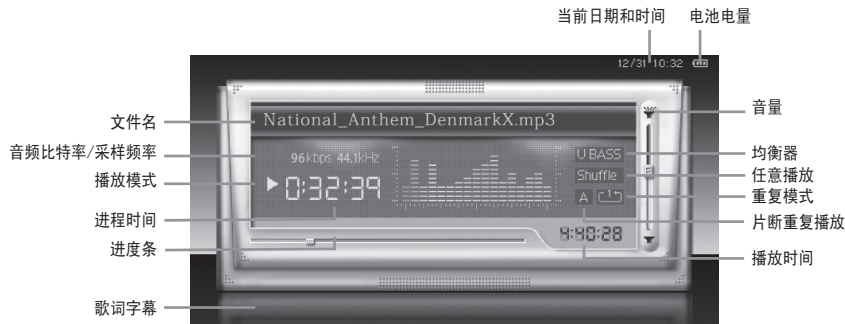 当前日期和时间
电池电量
12/31 10:32
文件名
National_Anthem_DenmarkX.mp3
音量
音频比特率/采样频率
96kbps 44.1kHz
U BASS
均衡器
播放模式
0:32:39
Shuffle
任意播放
A
1
重复模式
进程时间
片断重复播放
进度条
4:40:28
播放时间
歌词字幕